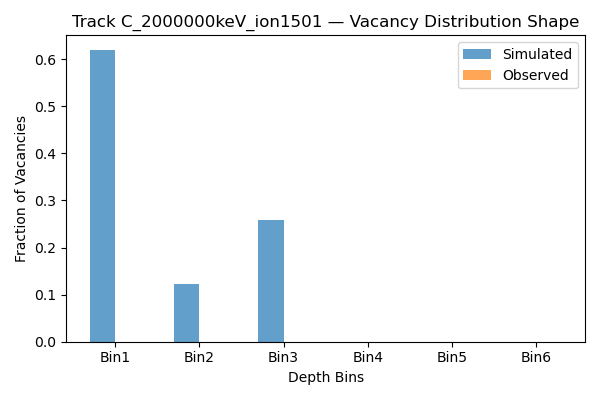 Track C_2000000keV_ion1501 — Vacancy Distribution Shape
Simulated
Observed
Fraction of Vacancies
0.6
0.5
0.4
0.3
0.2
0.1
0.0
Bin1 Bin2 Bin3 Bin4 Bin5 Bin6
Depth Bins